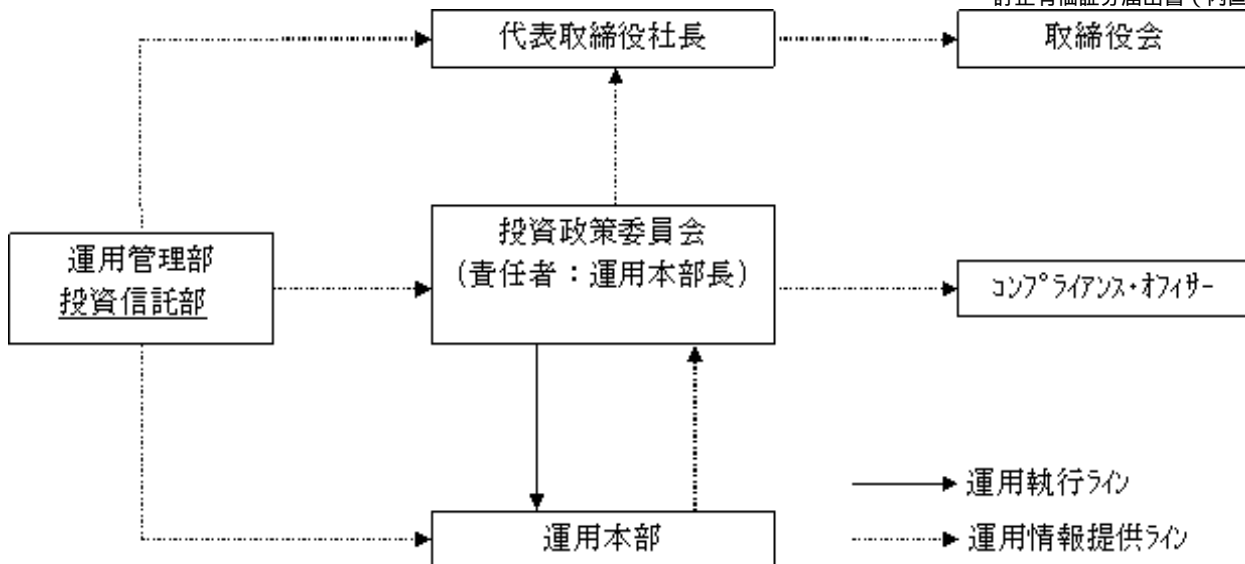 代表取締役社長
取締役会
運用管理部
投資信託部
投資政策委員会
(責任者：運用本部長)
ｺﾝﾌﾟﾗｲｱﾝｽ･ｵﾌｨｻｰ
運用本部
運用執行ﾗｲﾝ
運用情報提供ﾗｲﾝ